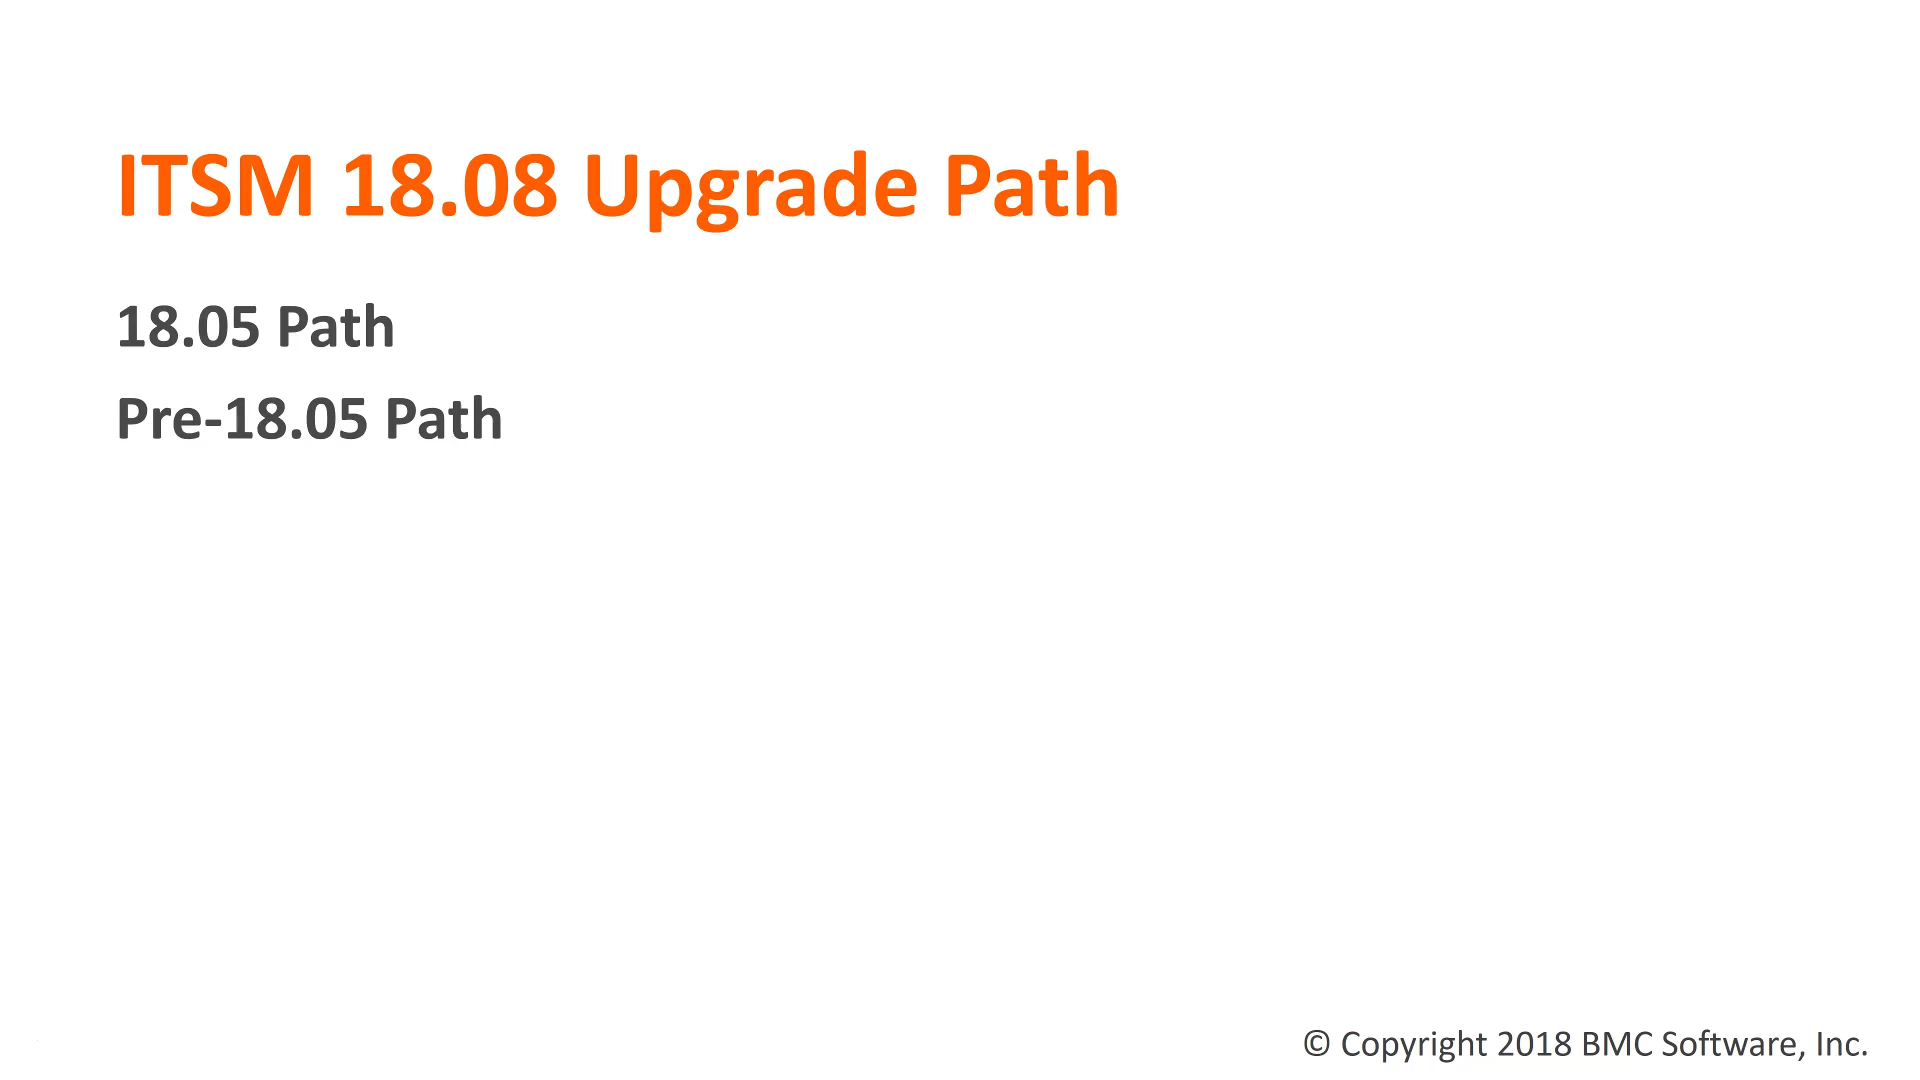 ITSM 18.08 Upgrade Path
18.05 Path
Pre-18.05 Path
© Copyright 2018 BMC Software, Inc.